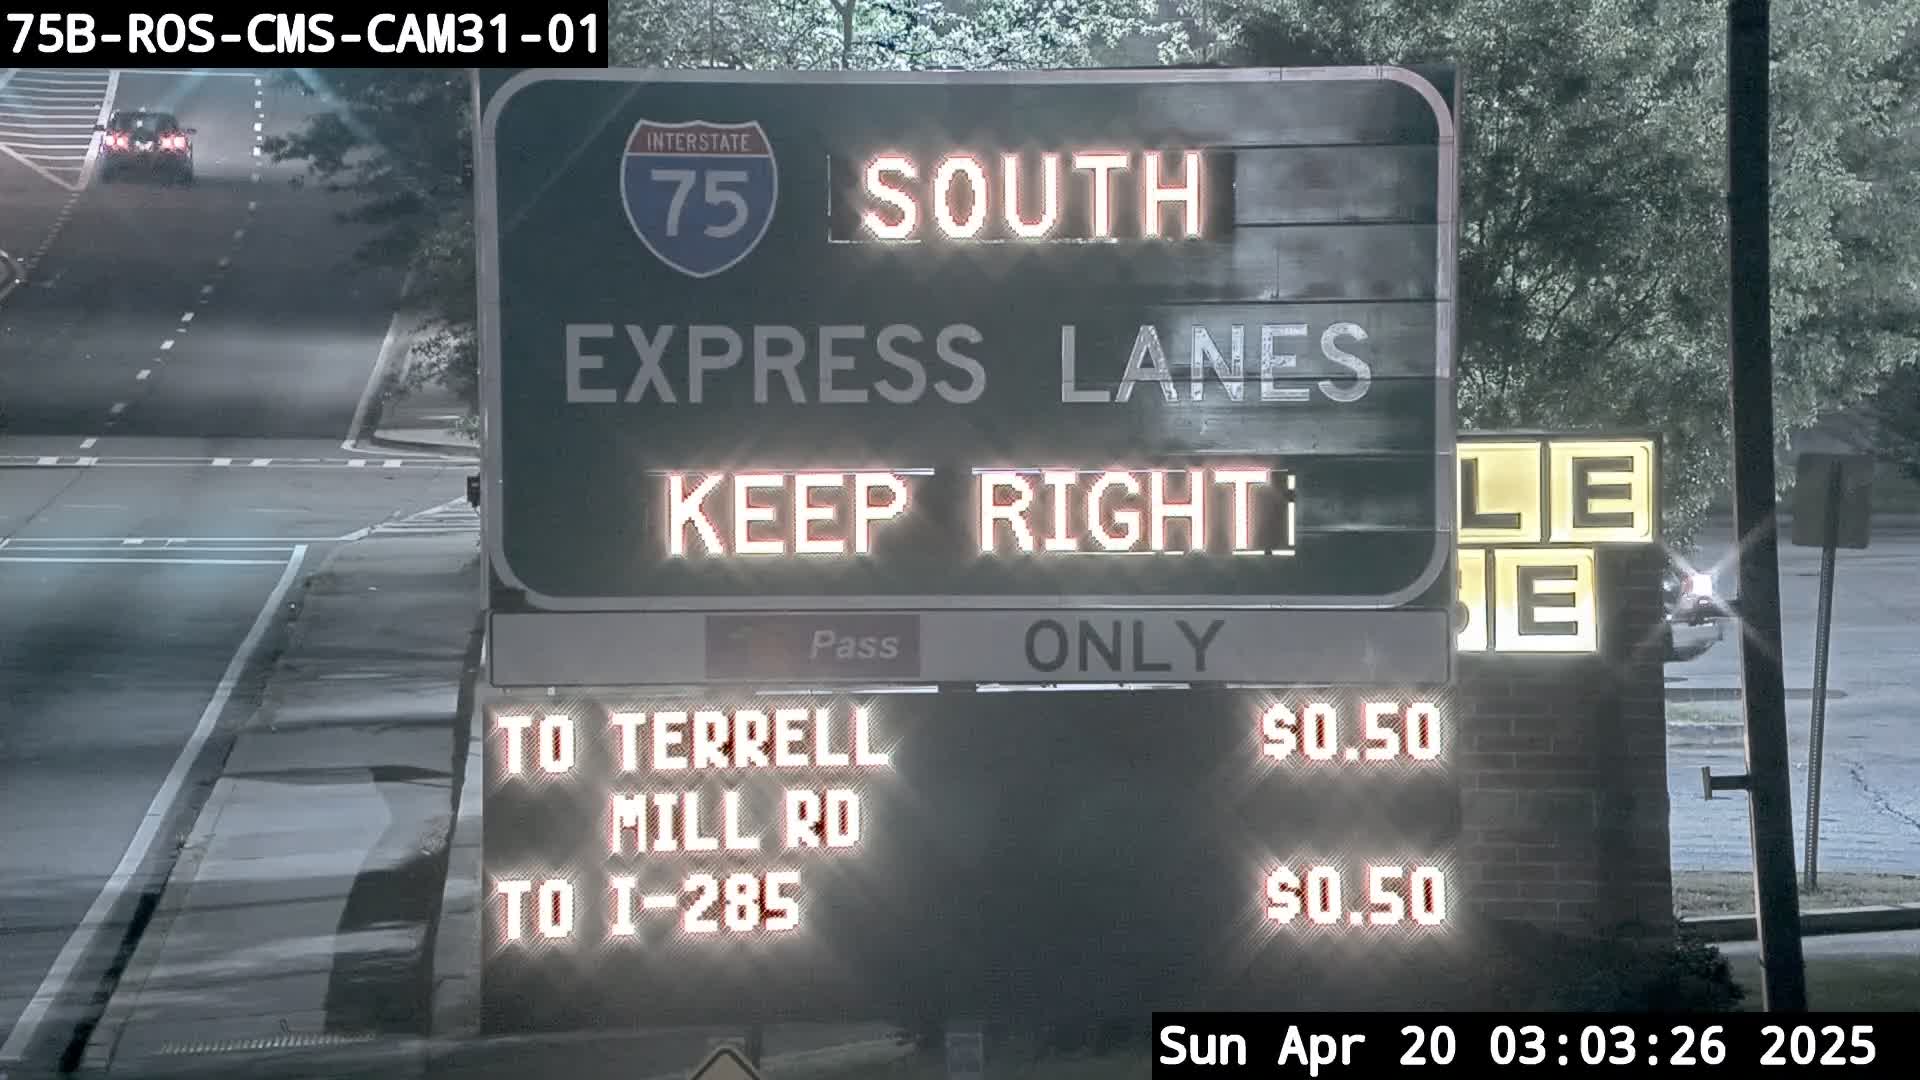 75B-ROS-CMS-CAM31-01
INTERSTATE
75
SOUTH
EXPRESS LANES
KEEP RIGHT
Pass ONLY
TO TERRELL $0.50
MILL RD
TO I-285 $0.50
LE
E
Sun Apr 20 03:03:26 2025